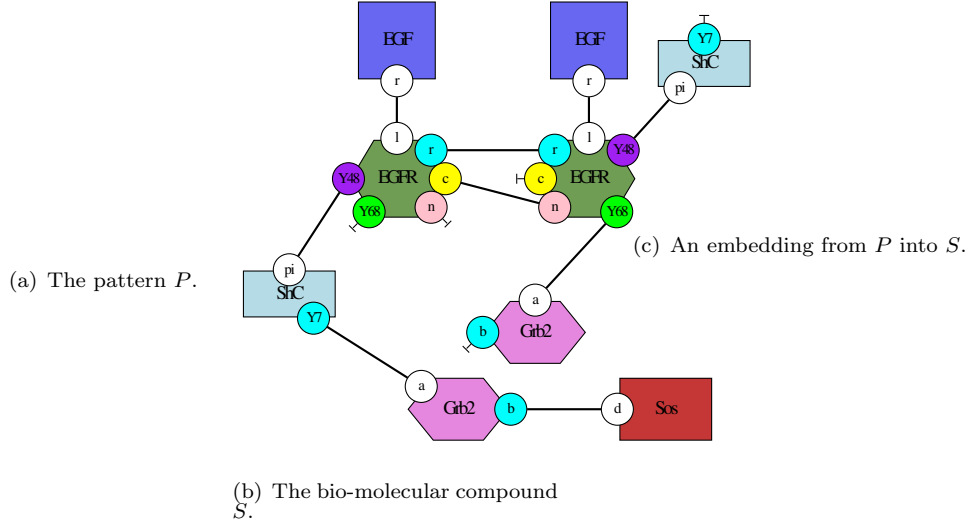 EGF
EGF
Y7
ShC
r
r
pi
l
l
r
r
Y48
Y48
EGFR
c
c
EGFR
Y68
n
n
Y68
(c) An embedding from P into S.
(a) The pattern P.
pi
ShC
Y7
a
b
Grb2
a
Grb2
b
d
Sos
(b) The bio-molecular compound
S.